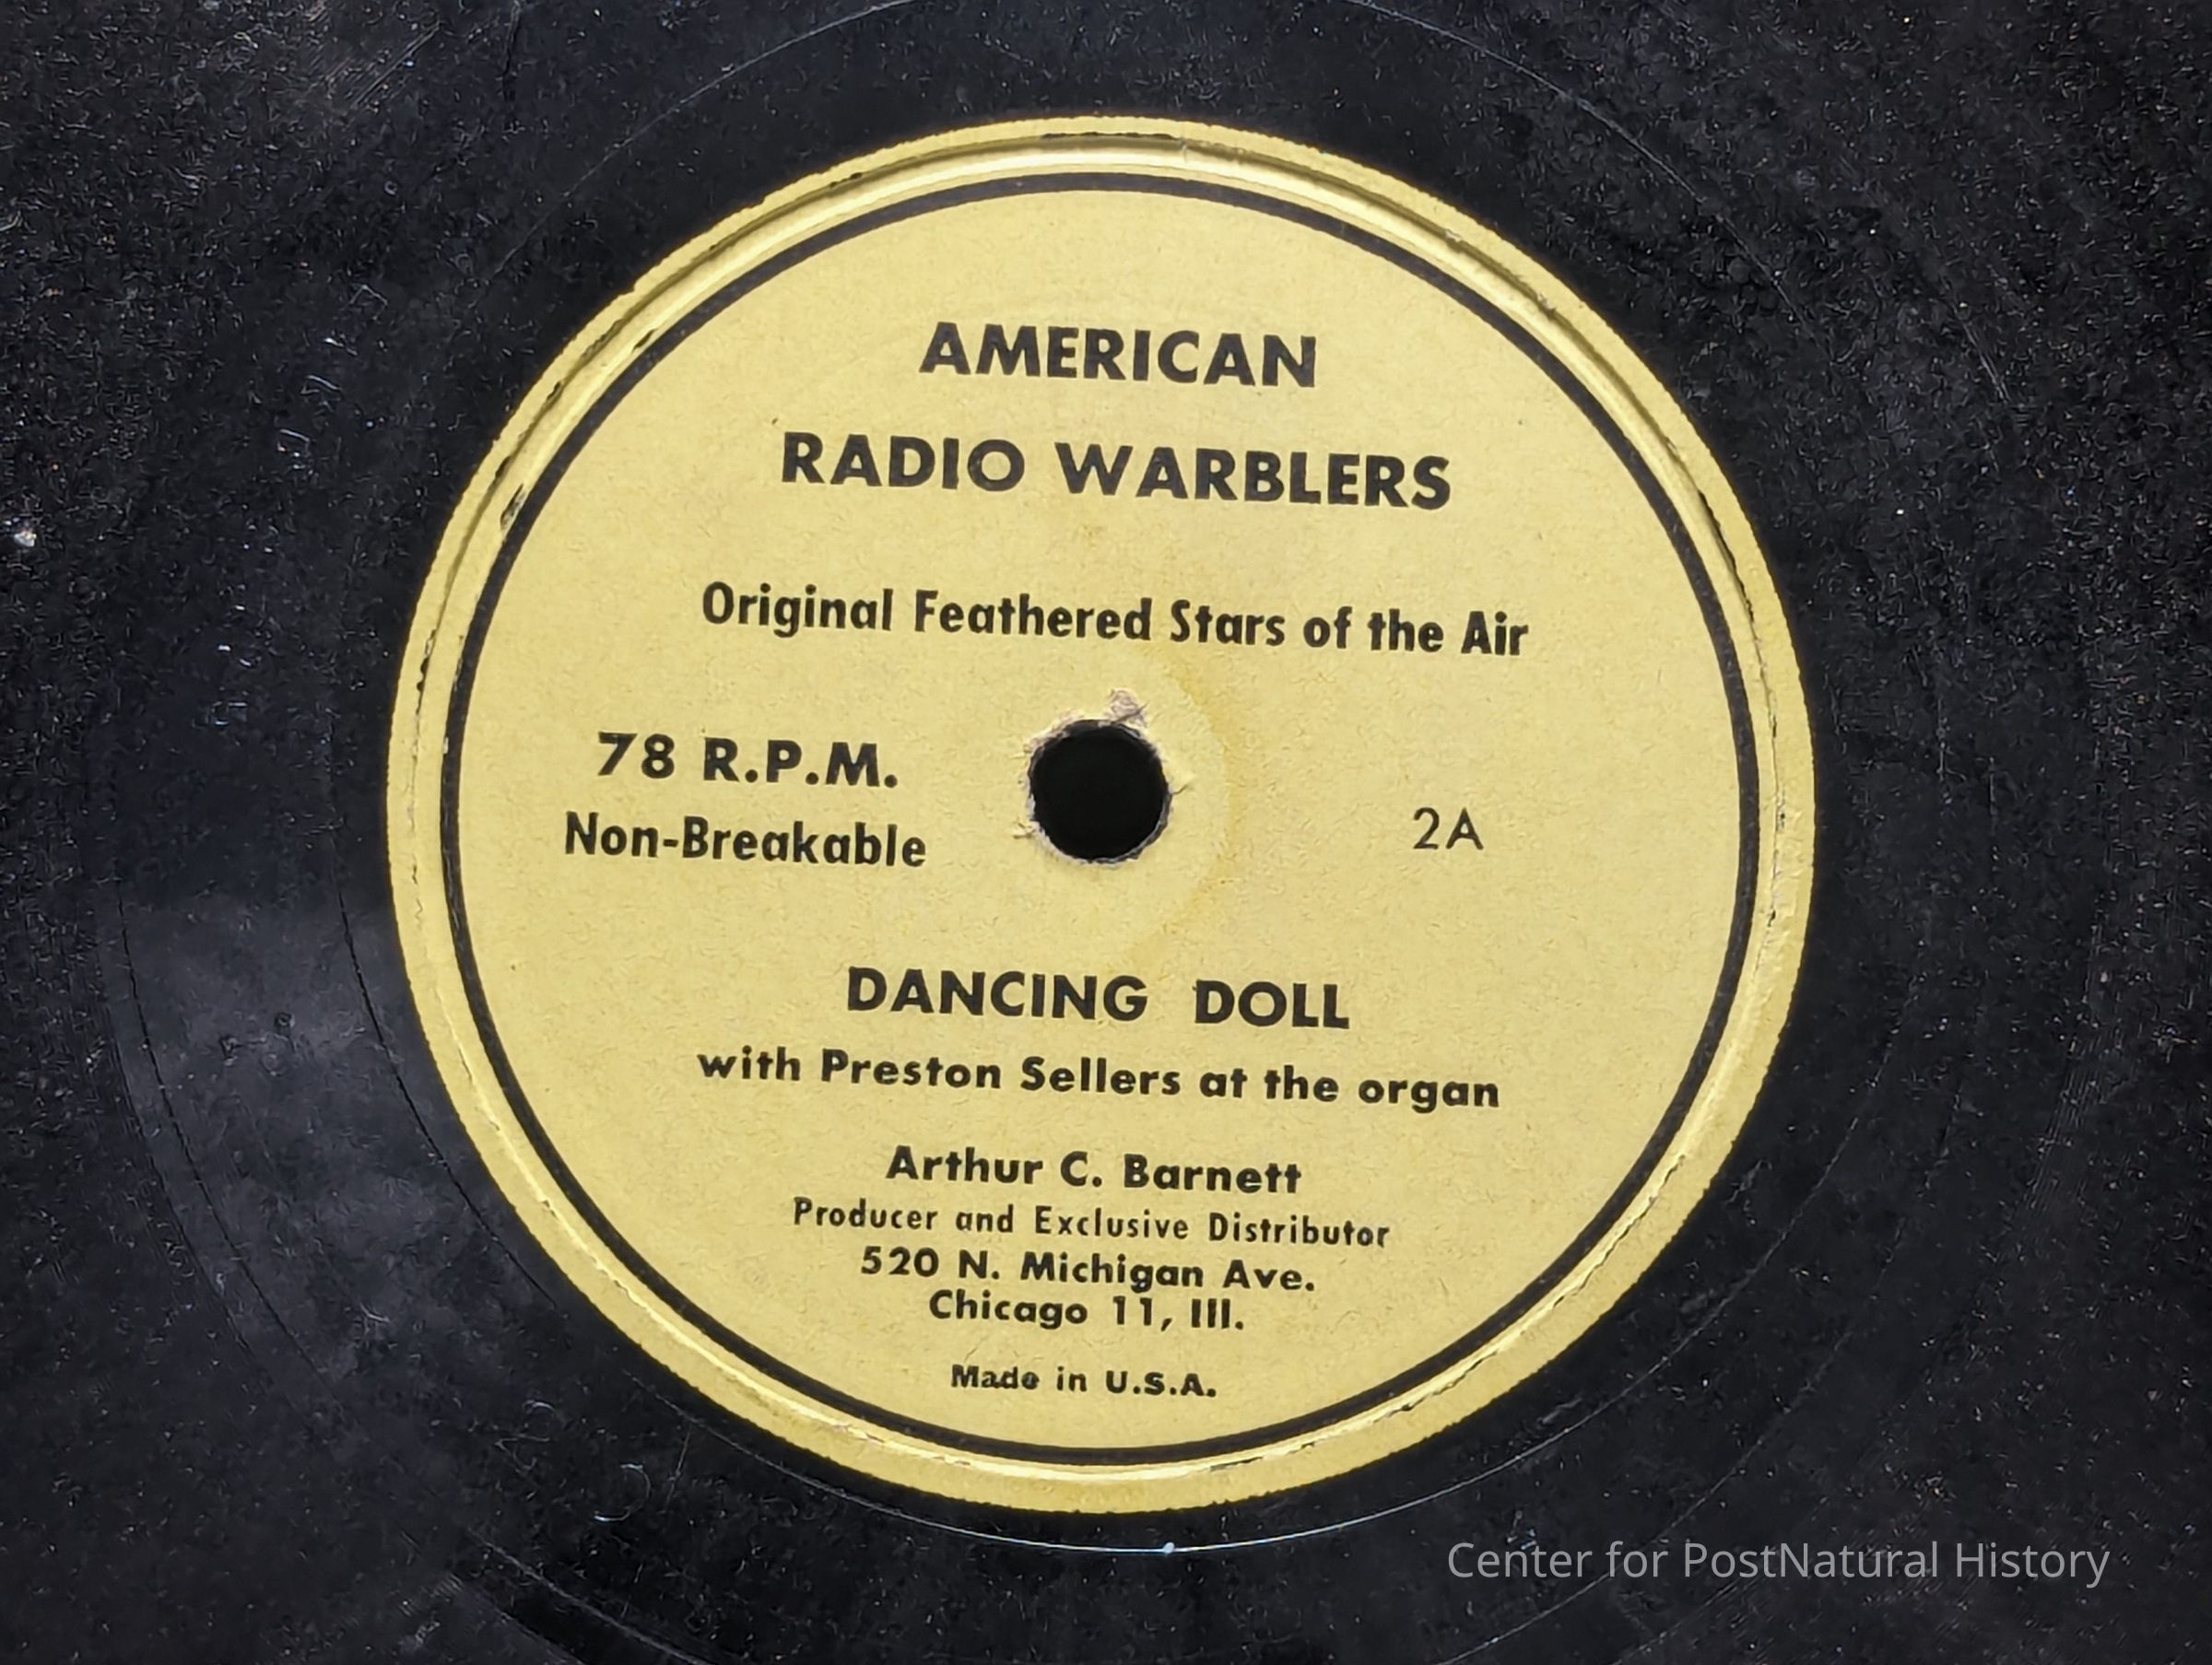 AMERICAN
RADIO WARBLERS
Original Feathered Stars of the Air
78 R.P.M.
Non-Breakable
2A
DANCING DOLL
with Preston Sellers at the organ
Arthur C. Barnett
Producer and Exclusive Distributor
520 N. Michigan Ave.
Chicago 11, Ill.
Made in U.S.A.
Center for PostNatural History